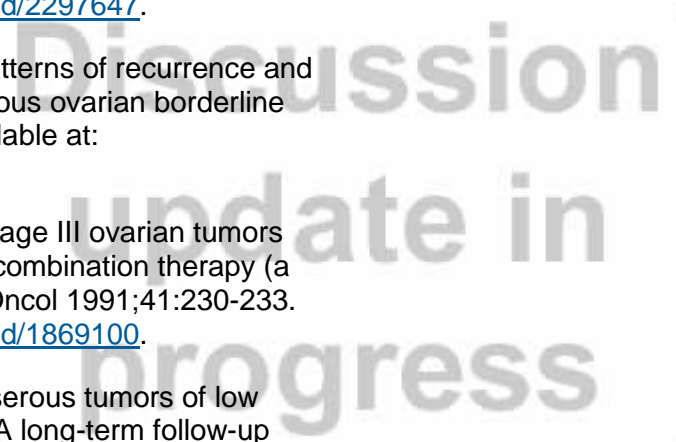 d/2297647.
Discussion
tterns of recurrence and
ous ovarian borderline
lable at:
update in
age III ovarian tumors
combination therapy (a
Oncol 1991;41:230-233.
d/1869100.
progress
serous tumors of low
A long-term follow-up